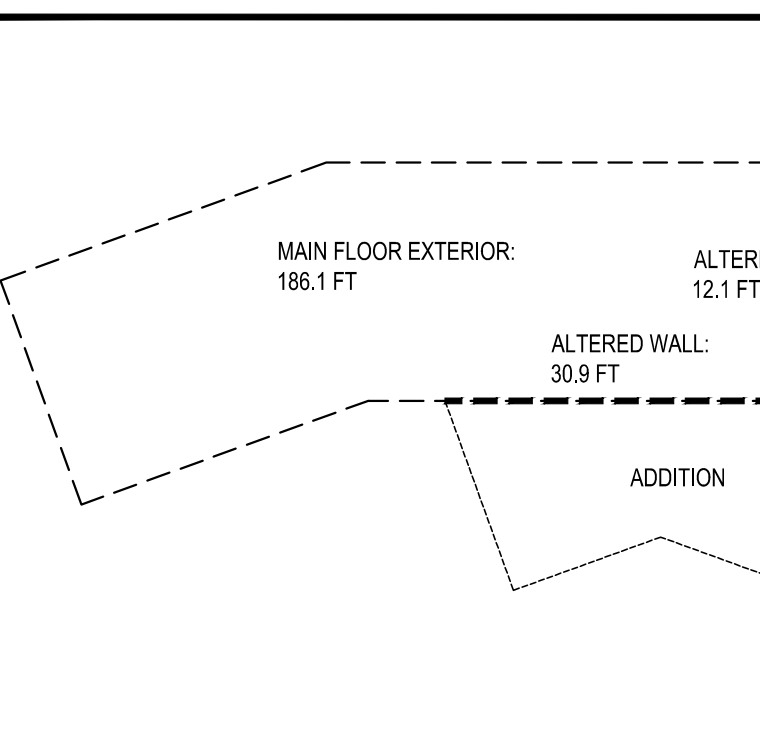 MAIN FLOOR EXTERIOR:
186.1 FT
12.1 FT
ALTERED WALL:
30.9 FT
ADDITION